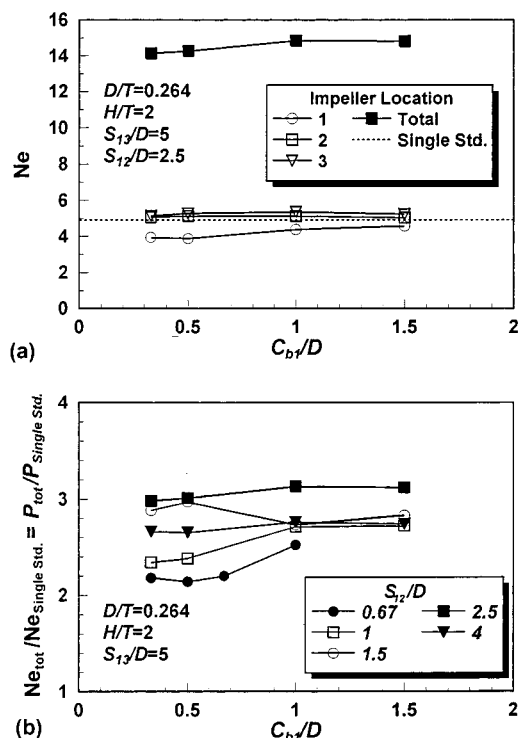 16
14
12
10
8
6
4
2
0
Ne
D/T=0.264
H/T=2
S13/D=5
S12/D=2.5
Impeller Location
1 Total
2 Single Std.
3
0 0.5 1 1.5 2
(a) Cb1/D
4
3
2
1
Netot/NeSingle Std. = Ptot/PSingle Std.
D/T=0.264
H/T=2
S13/D=5
S12/D
0.67 2.5
1 4
1.5
0 0.5 1 1.5 2
(b) Cb1/D